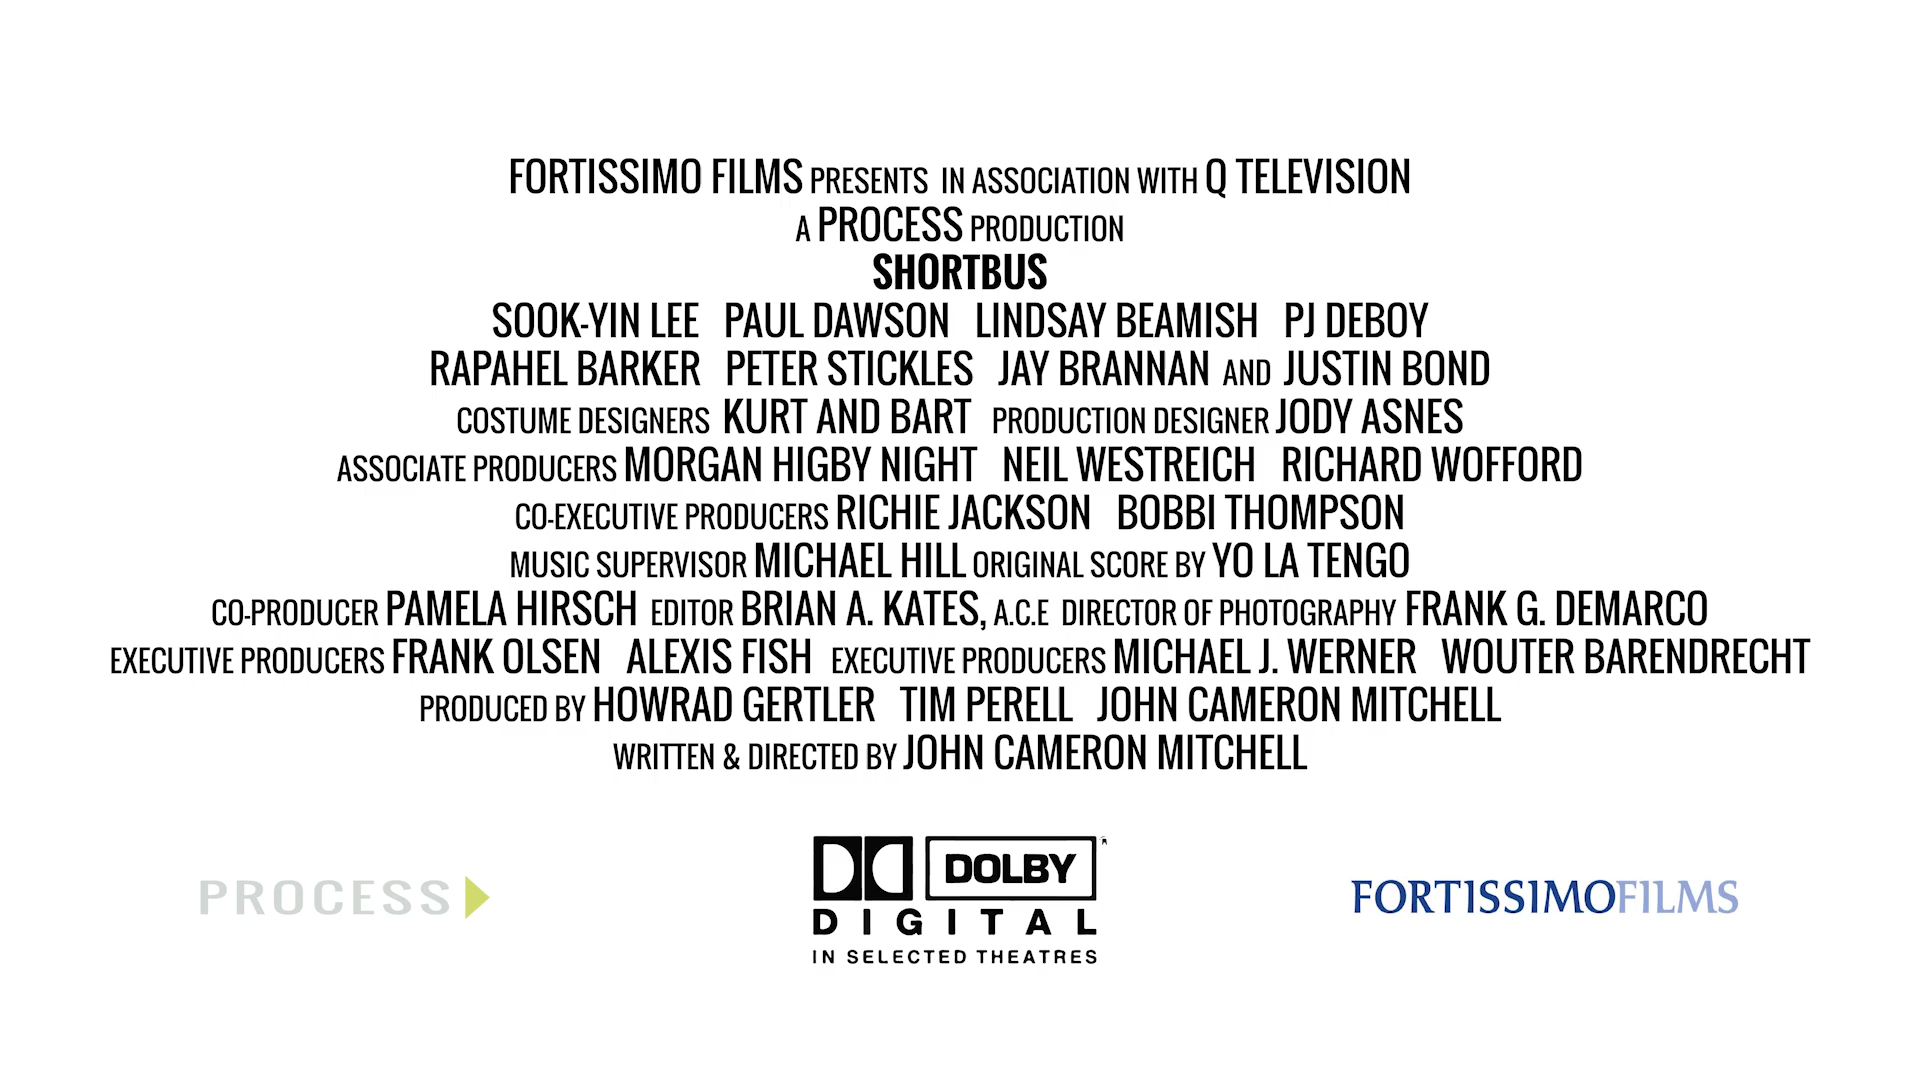 FORTISSIMO FILMS PRESENTS IN ASSOCIATION WITH Q TELEVISION
A PROCESS PRODUCTION
SHORTBUS
SOOK-YIN LEE PAUL DAWSON LINDSAY BEAMISH PJ DEBOY
RAPAHEL BARKER PETER STICKLES JAY BRANNAN AND JUSTIN BOND
COSTUME DESIGNERS KURT AND BART PRODUCTION DESIGNER JODY ASNES
ASSOCIATE PRODUCERS MORGAN HIGBY NIGHT NEIL WESTREICH RICHARD WOFFORD
CO-EXECUTIVE PRODUCERS RICHIE JACKSON BOBBI THOMPSON
MUSIC SUPERVISOR MICHAEL HILL ORIGINAL SCORE BY YO LA TENGO
CO-PRODUCER PAMELA HIRSCH EDITOR BRIAN A. KATES, A.C.E DIRECTOR OF PHOTOGRAPHY FRANK G. DEMARCO
EXECUTIVE PRODUCERS FRANK OLSEN ALEXIS FISH EXECUTIVE PRODUCERS MICHAEL J. WERNER WOUTER BARENDRECHT
PRODUCED BY HOWRAD GERTLER TIM PERELL JOHN CAMERON MITCHELL
WRITTEN & DIRECTED BY JOHN CAMERON MITCHELL
PROCESS
DOLBY
DIGITAL
IN SELECTED THEATRES
FORTISSIMOFILMS